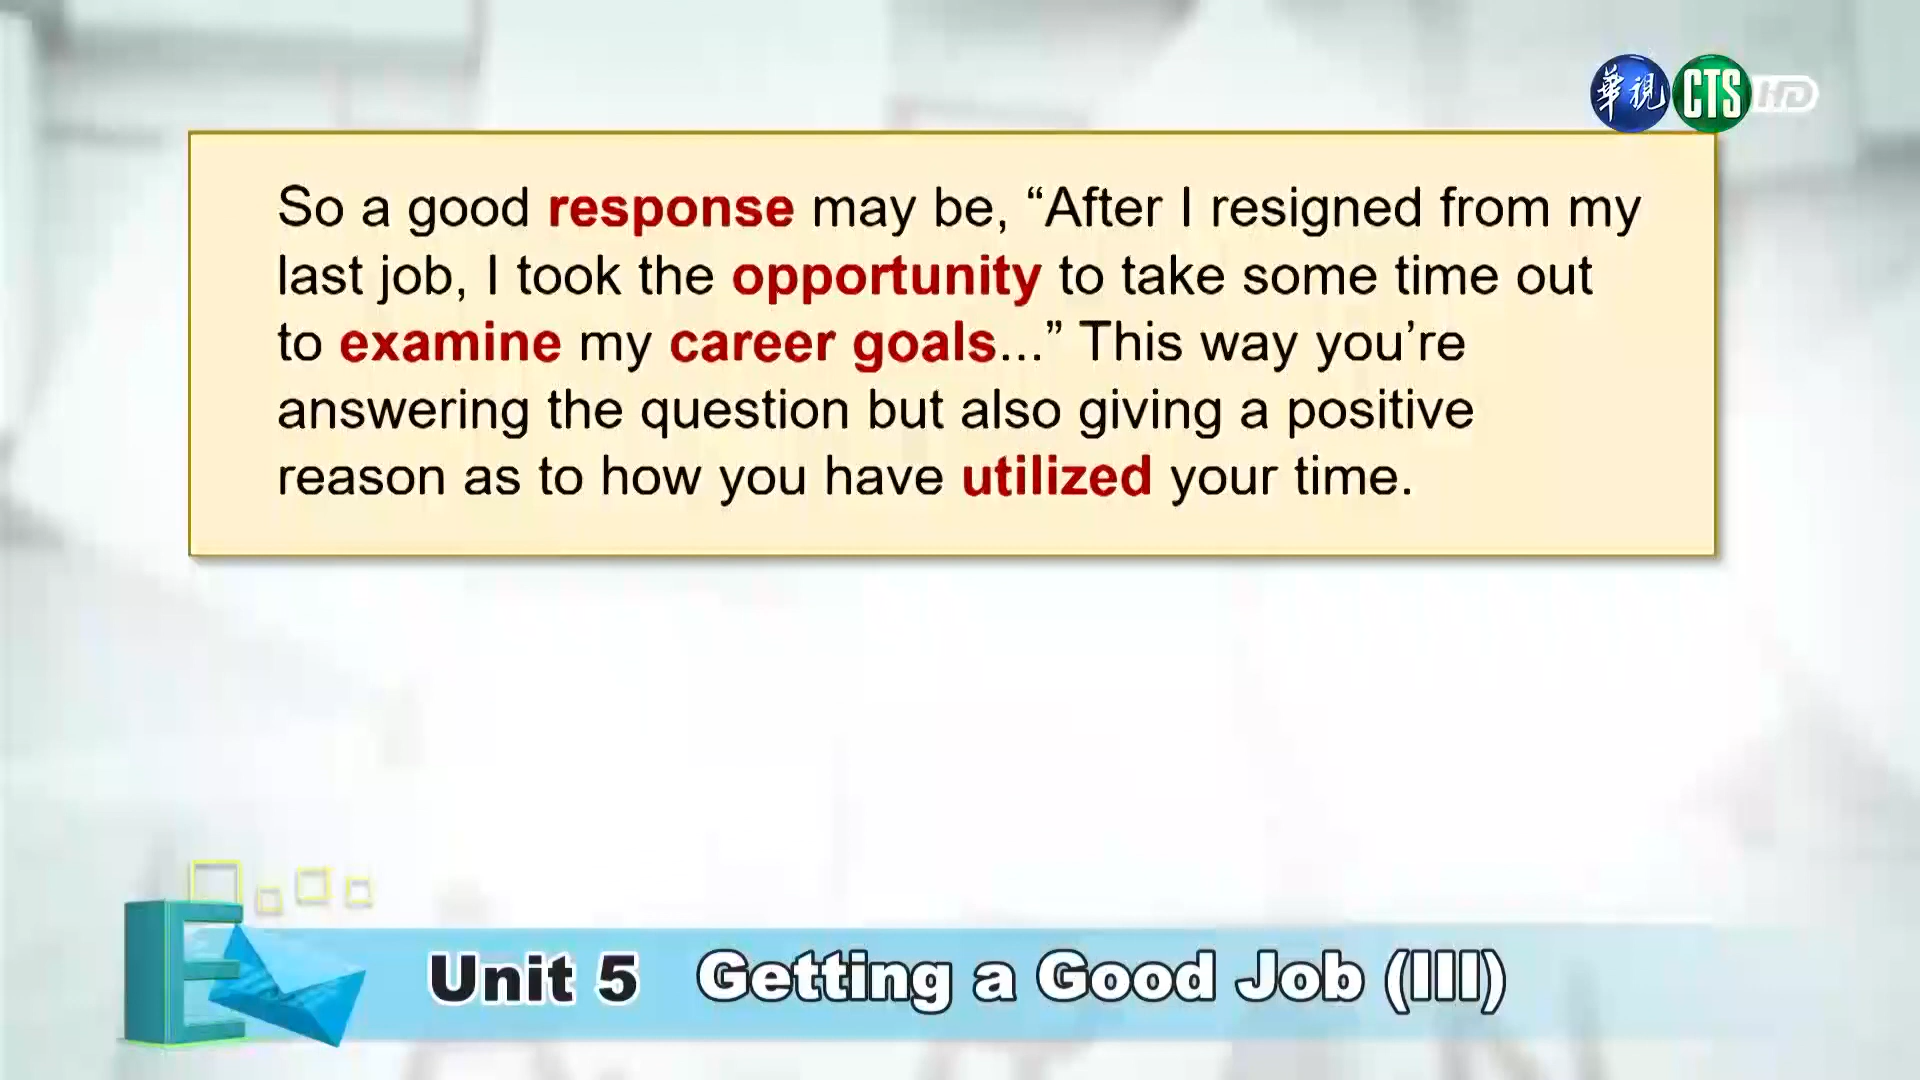 華視 CTS HD
So a good response may be, “After I resigned from my
last job, I took the opportunity to take some time out
to examine my career goals...” This way you’re
answering the question but also giving a positive
reason as to how you have utilized your time.
E
Unit 5 Getting a Good Job (III)